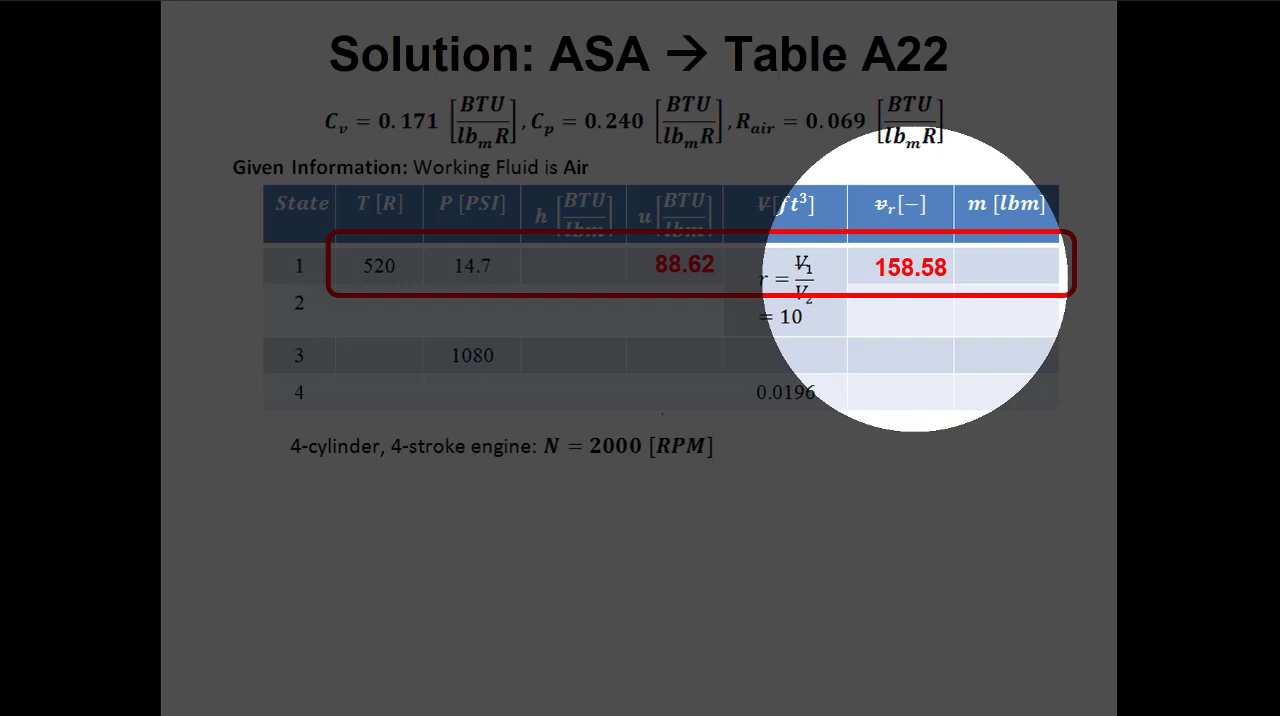 Solution: ASA → Table A22
C_v = 0.171 [BTU/lb_m R], C_p = 0.240 [BTU/lb_m R], R_air = 0.069 [BTU/lb_m R]
Given Information: Working Fluid is Air
State T [R] P [PSI] h [BTU/lbm] u [BTU/lbm] V[ft³] v_r[−] m [lbm]
1 520 14.7 88.62 r = V₁/V₂ 158.58
2 = 10
3 1080
4 0.0196
4-cylinder, 4-stroke engine: N = 2000 [RPM]